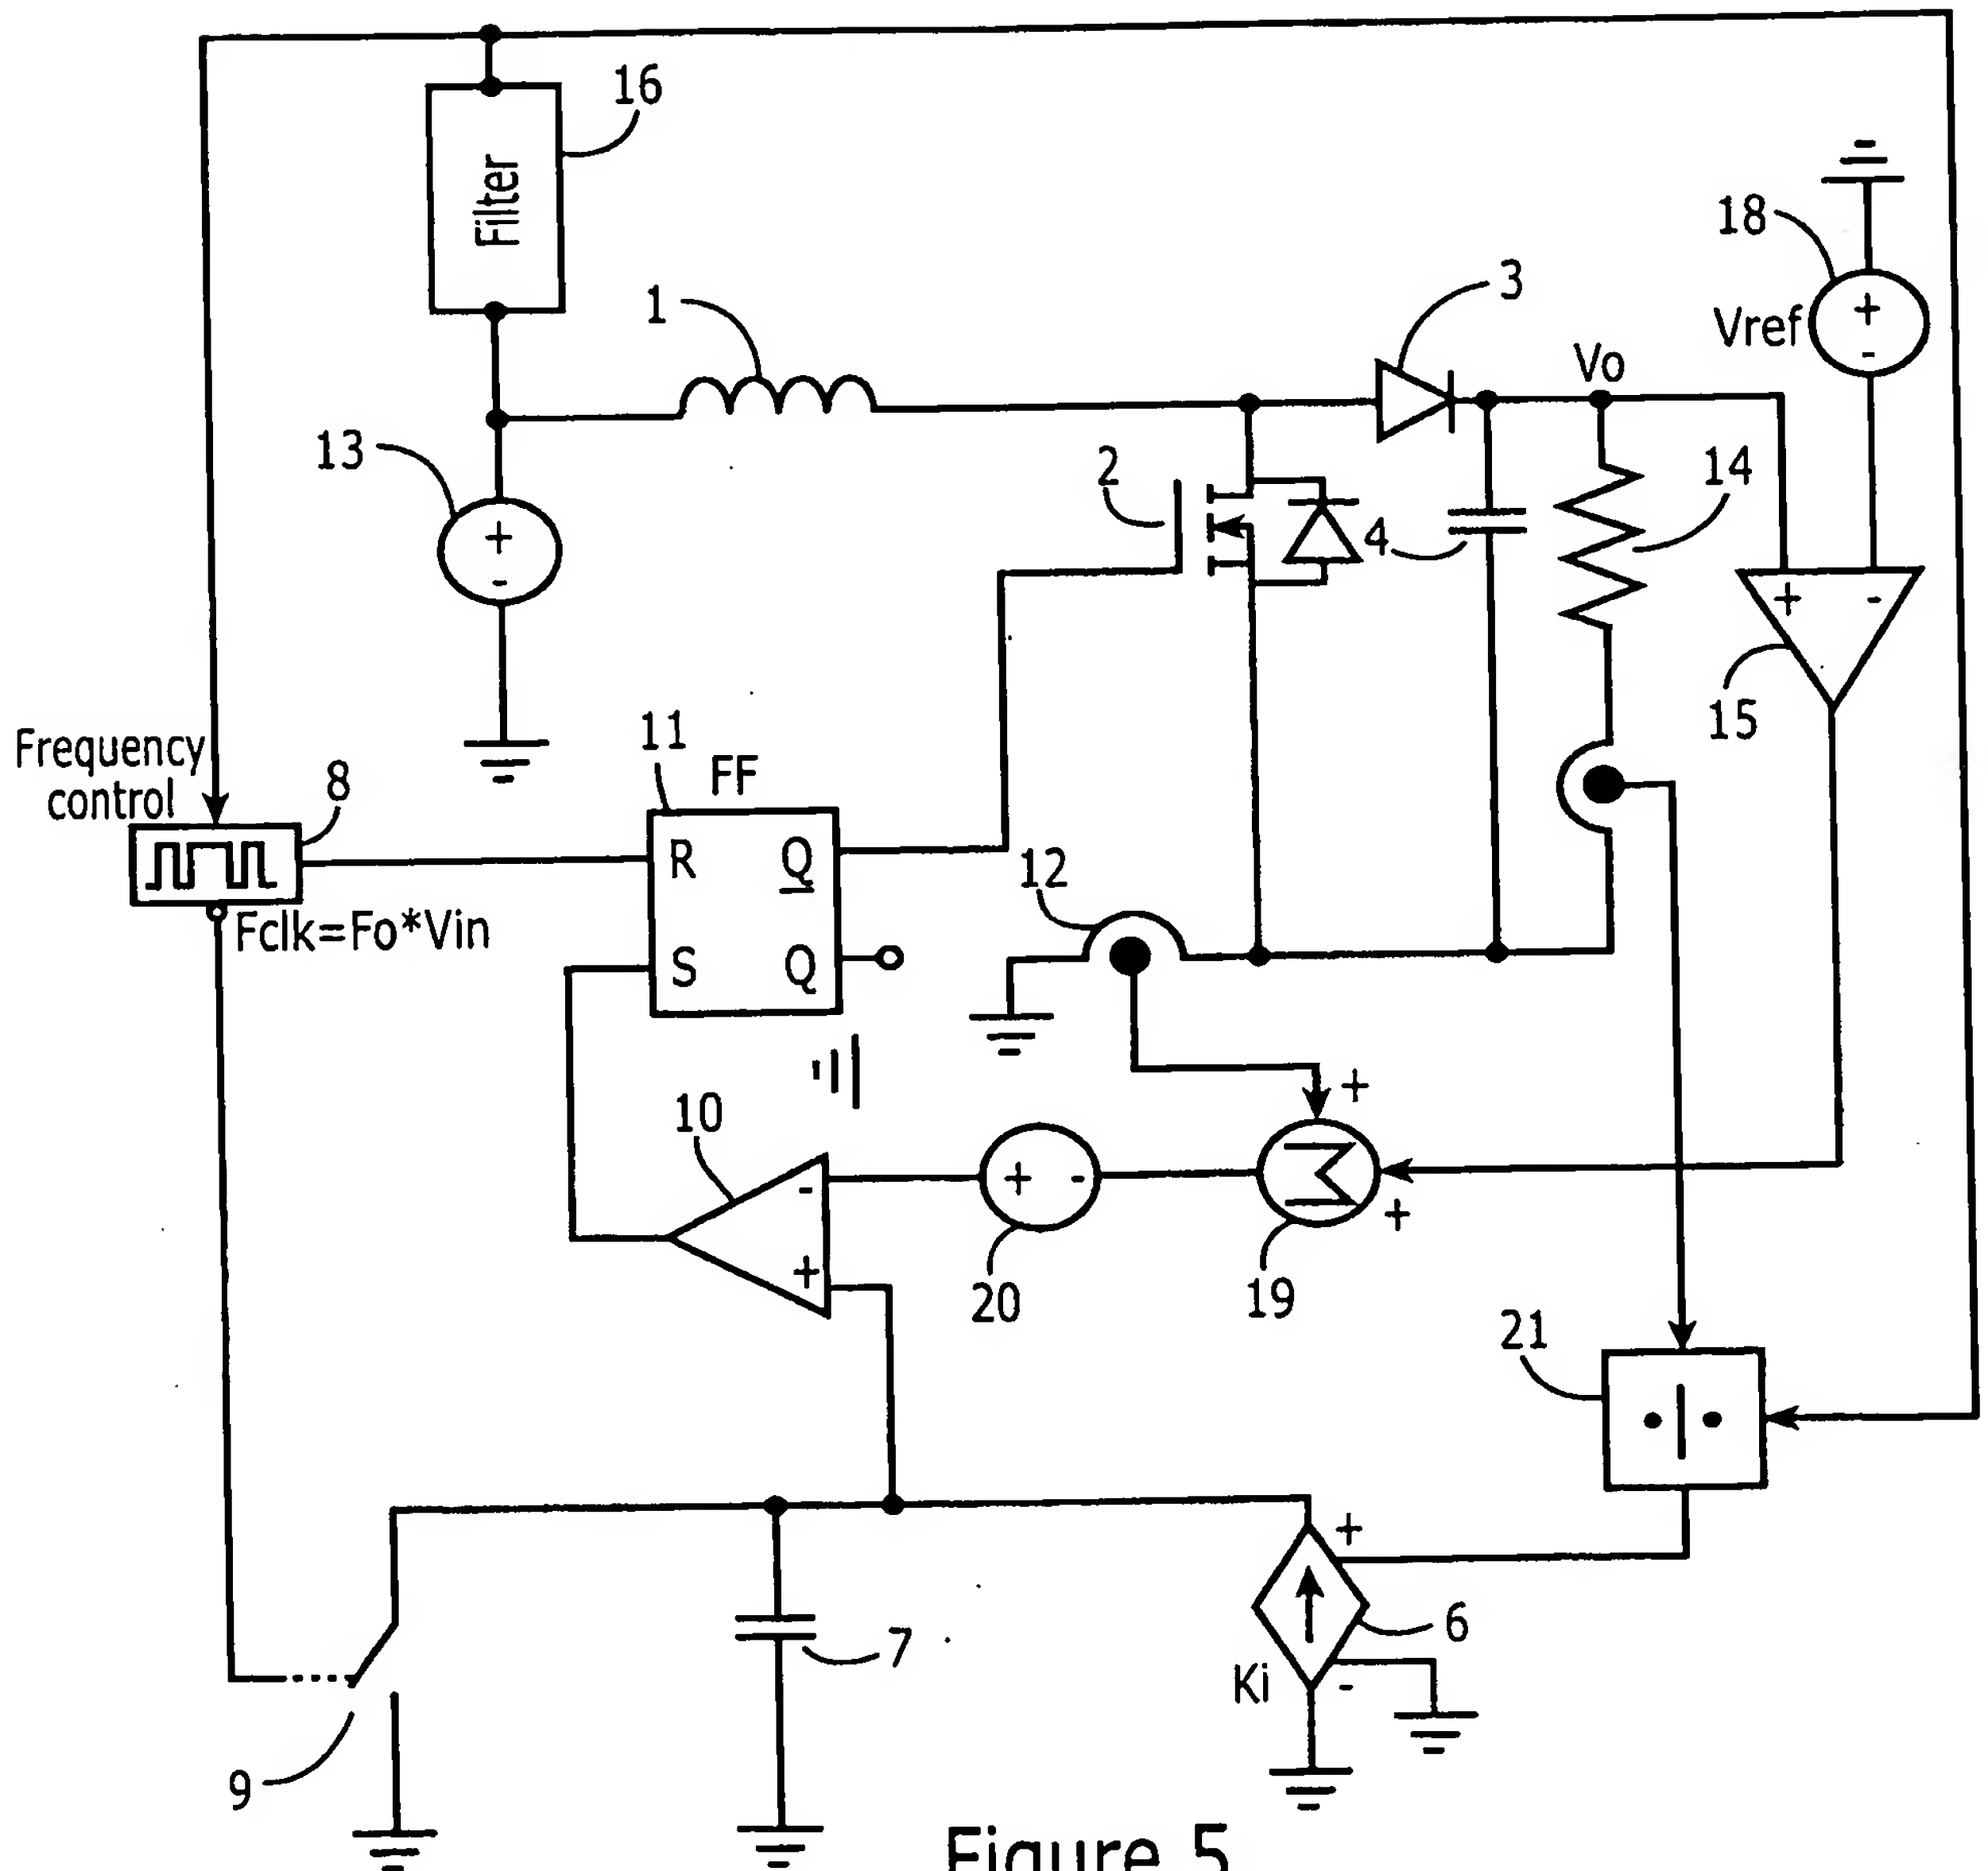 16
Filter
18
Vref
+
-
1
3
Vo
13
+
-
2
4
14
+
-
15
Frequency
control
8
11
FF
R
Q
S
Q
Fclk=Fo*Vin
12
+
10
-
+
+
-
20
Σ
19
+
21
+
6
Ki
-
7
9
Figure 5